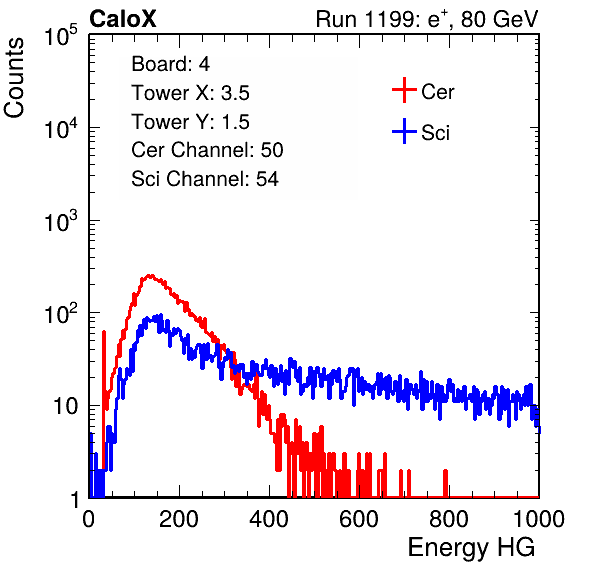 CaloX Run 1199: e⁺, 80 GeV
Counts
10⁵
10⁴
10³
10²
10
1
Board: 4
Tower X: 3.5
Tower Y: 1.5
Cer Channel: 50
Sci Channel: 54
Cer
Sci
0 200 400 600 800 1000
Energy HG